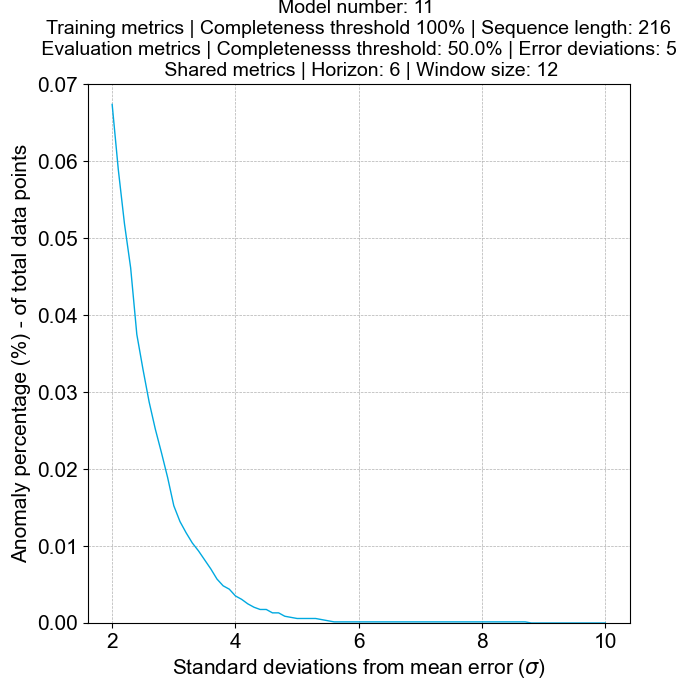 Model number: 11
Training metrics | Completeness threshold 100% | Sequence length: 216
Evaluation metrics | Completenesss threshold: 50.0% | Error deviations: 5
Shared metrics | Horizon: 6 | Window size: 12
0.07
0.06
0.05
0.04
0.03
0.02
0.01
0.00
Anomaly percentage (%) - of total data points
2 4 6 8 10
Standard deviations from mean error (σ)